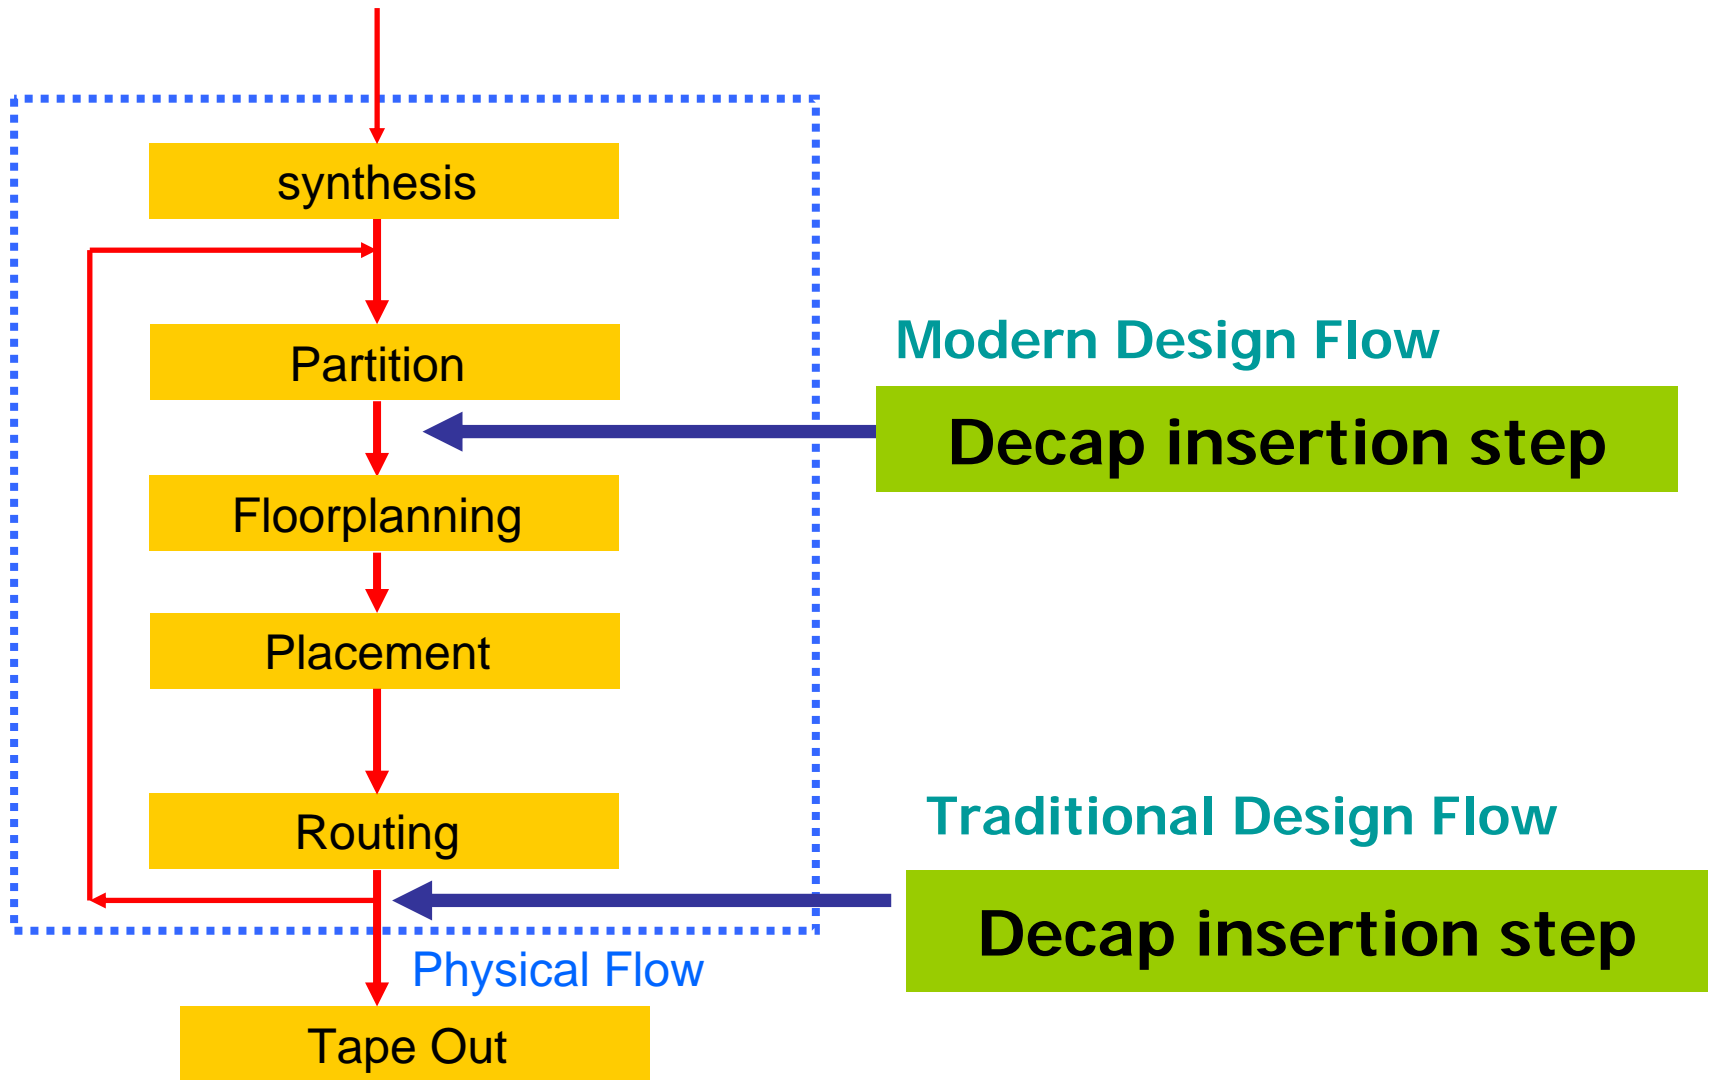 synthesis
Partition
Modern Design Flow
Decap insertion step
Floorplanning
Placement
Routing
Traditional Design Flow
Decap insertion step
Physical Flow
Tape Out